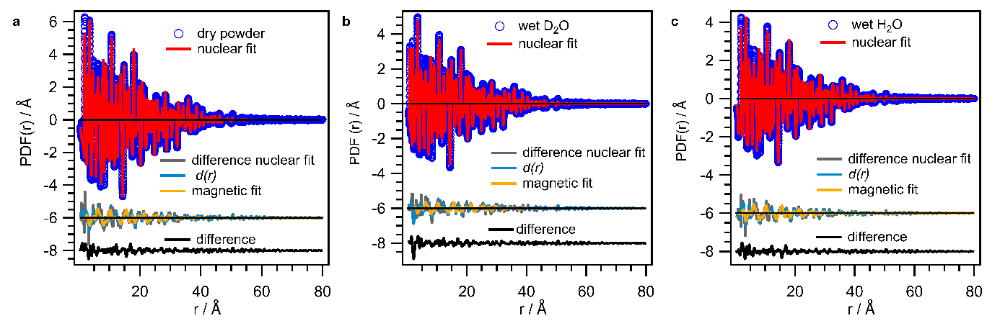 a
dry powder
nuclear fit
6
4
2
0
-2
-4
-6
-8
PDF(r) / Å
difference nuclear fit
d(r)
magnetic fit
difference
20
40
60
80
r / Å
b
wet D₂O
nuclear fit
4
2
0
-2
-4
-6
-8
PDF (r) / Å
difference nuclear fit
d(r)
magnetic fit
difference
20
40
60
80
r / Å
c
wet H₂O
nuclear fit
4
2
0
-2
-4
-6
-8
PDF(r) / Å
difference nuclear fit
d(r)
magnetic fit
difference
20
40
60
80
r / Å